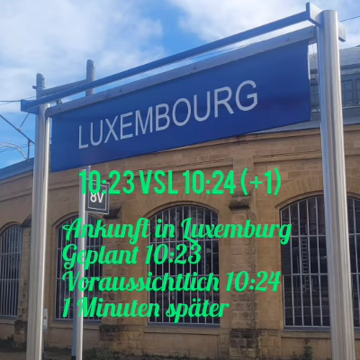 LUXEMBOURG
10:23 VSL 10:24 (+1)
8V
Ankunft in Luxemburg
Geplant 10:23
Voraussichtlich 10:24
1 Minuten später